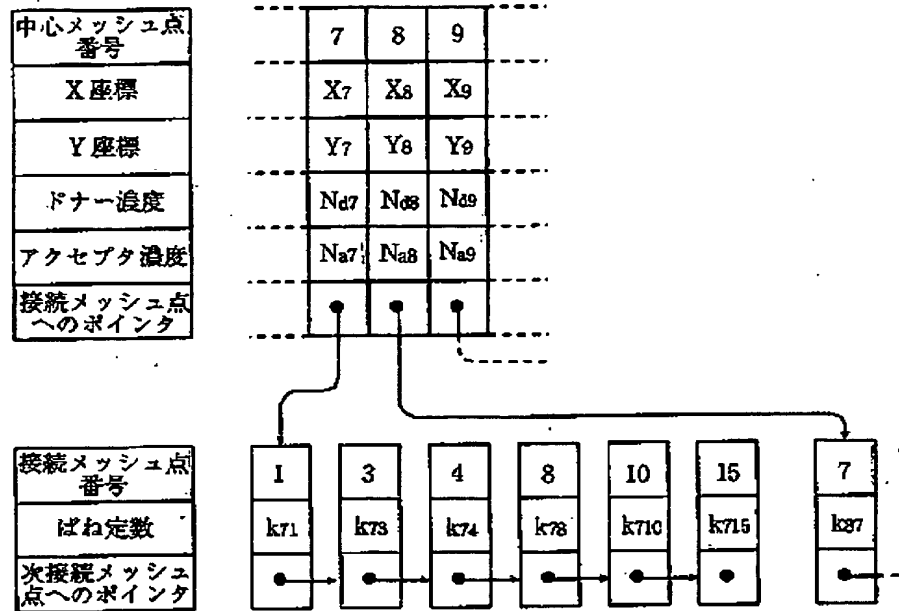 中心メッシュ点
番号
7 8 9
X座標
X7 X8 X9
Y座標
Y7 Y8 Y9
ドナー濃度
Nd7 Nd8 Nd9
アクセプタ濃度
Na7 Na8 Na9
接続メッシュ点
へのポインタ
接続メッシュ点
番号
1 3 4 8 10 15 7
ばね定数
k71 k73 k74 k78 k710 k715 k87
次接続メッシュ
点へのポインタ